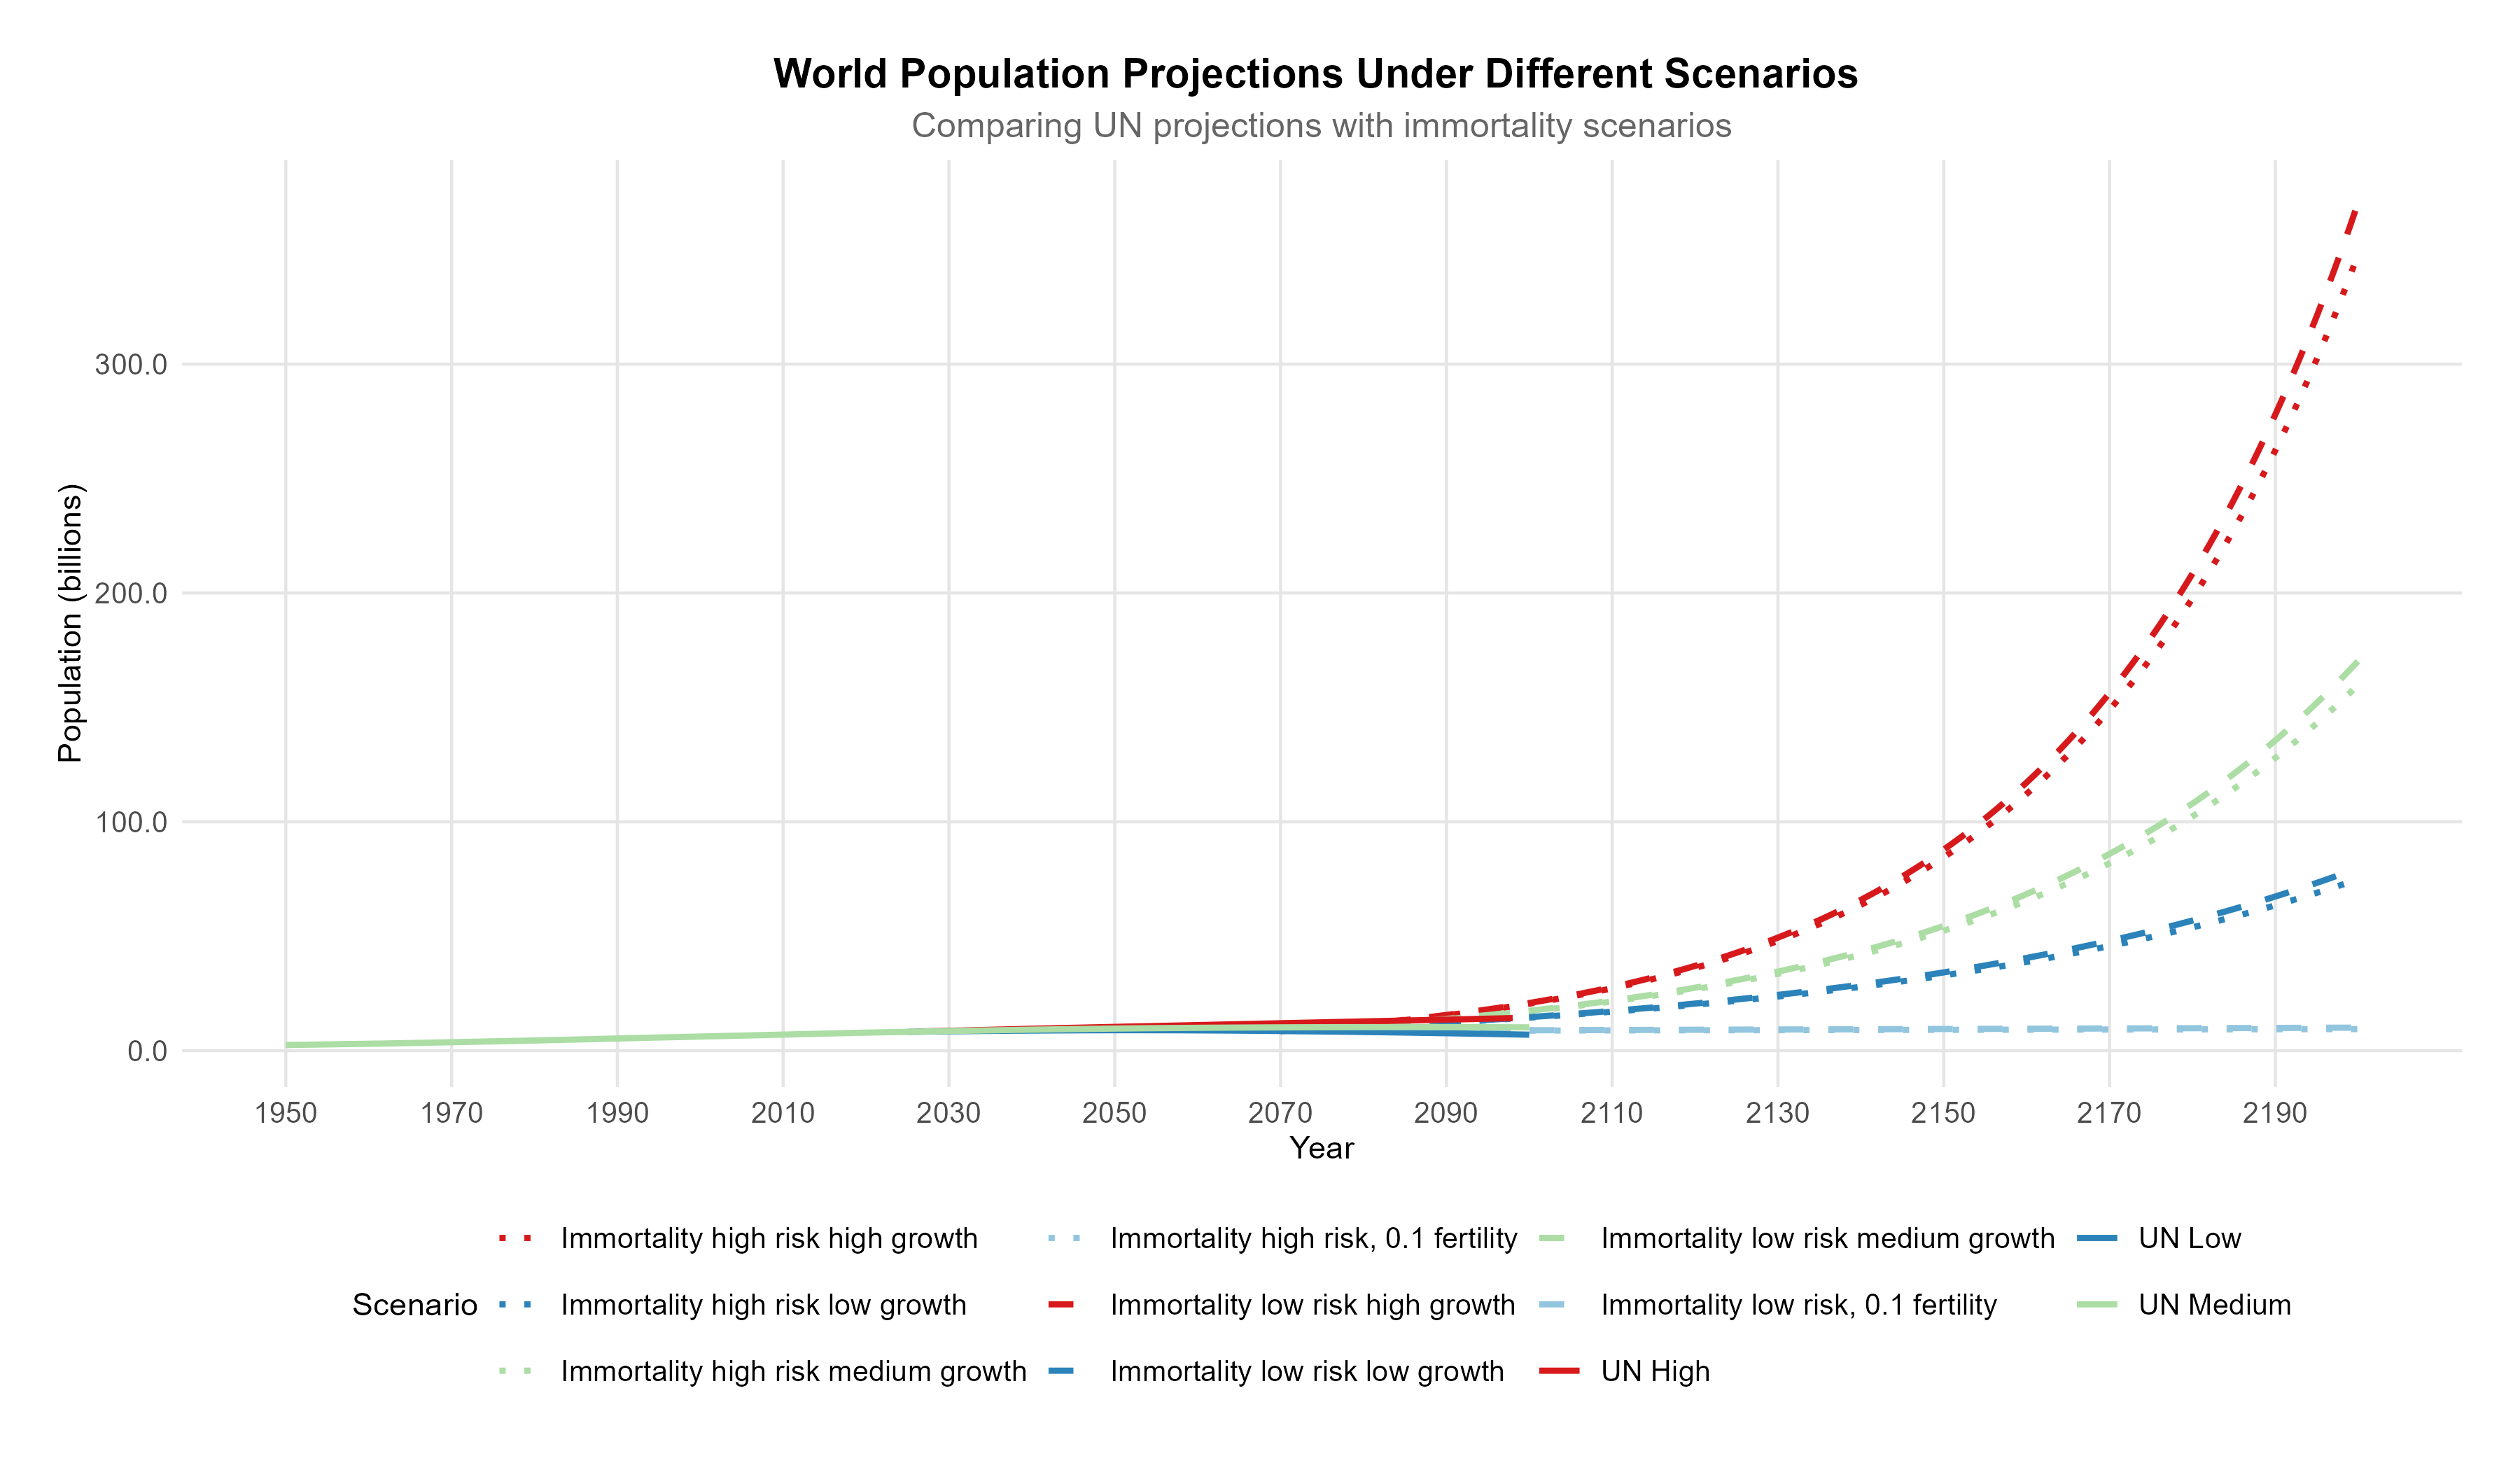 World Population Projections Under Different Scenarios
Comparing UN projections with immortality scenarios
Population (billions)
300.0
200.0
100.0
0.0
1950 1970 1990 2010 2030 2050 2070 2090 2110 2130 2150 2170 2190
Year
Scenario
Immortality high risk high growth
Immortality high risk low growth
Immortality high risk medium growth
Immortality high risk, 0.1 fertility
Immortality low risk high growth
Immortality low risk low growth
Immortality low risk medium growth
Immortality low risk, 0.1 fertility
UN High
UN Low
UN Medium